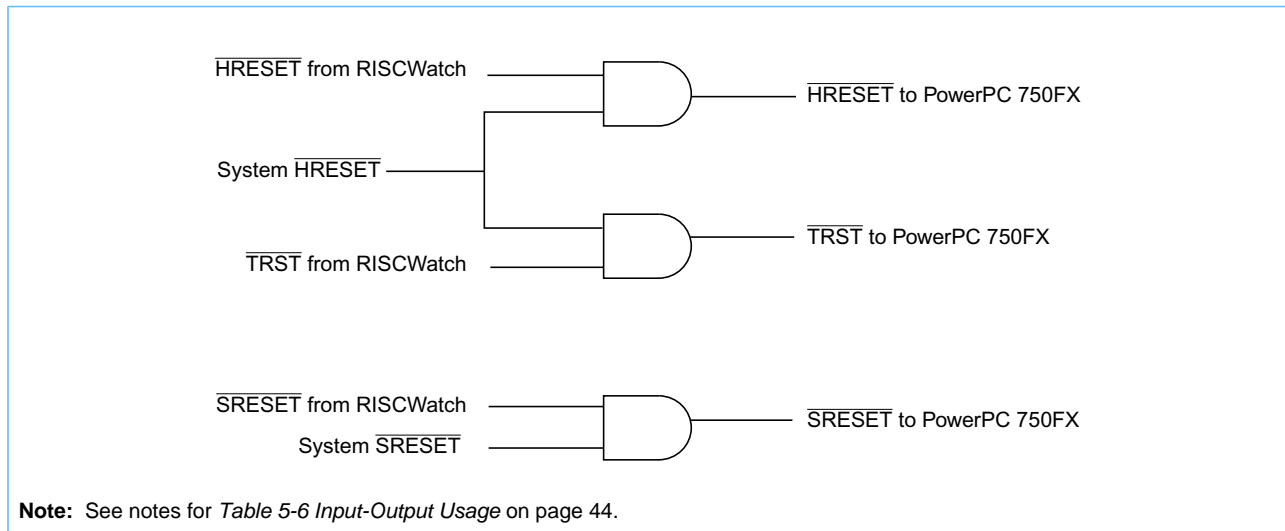 HRESET from RISCWatch
HRESET to PowerPC 750FX
System HRESET
TRST to PowerPC 750FX
TRST from RISCWatch
SRESET from RISCWatch
SRESET to PowerPC 750FX
System SRESET
Note: See notes for Table 5-6 Input-Output Usage on page 44.